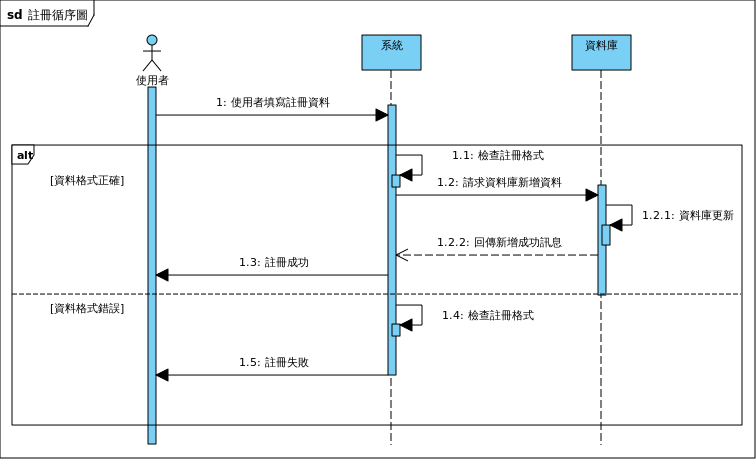 sd 註冊循序圖
使用者
系統
資料庫
1: 使用者填寫註冊資料
alt
[資料格式正確]
1.1: 檢查註冊格式
1.2: 請求資料庫新增資料
1.2.1: 資料庫更新
1.2.2: 回傳新增成功訊息
1.3: 註冊成功
[資料格式錯誤]
1.4: 檢查註冊格式
1.5: 註冊失敗